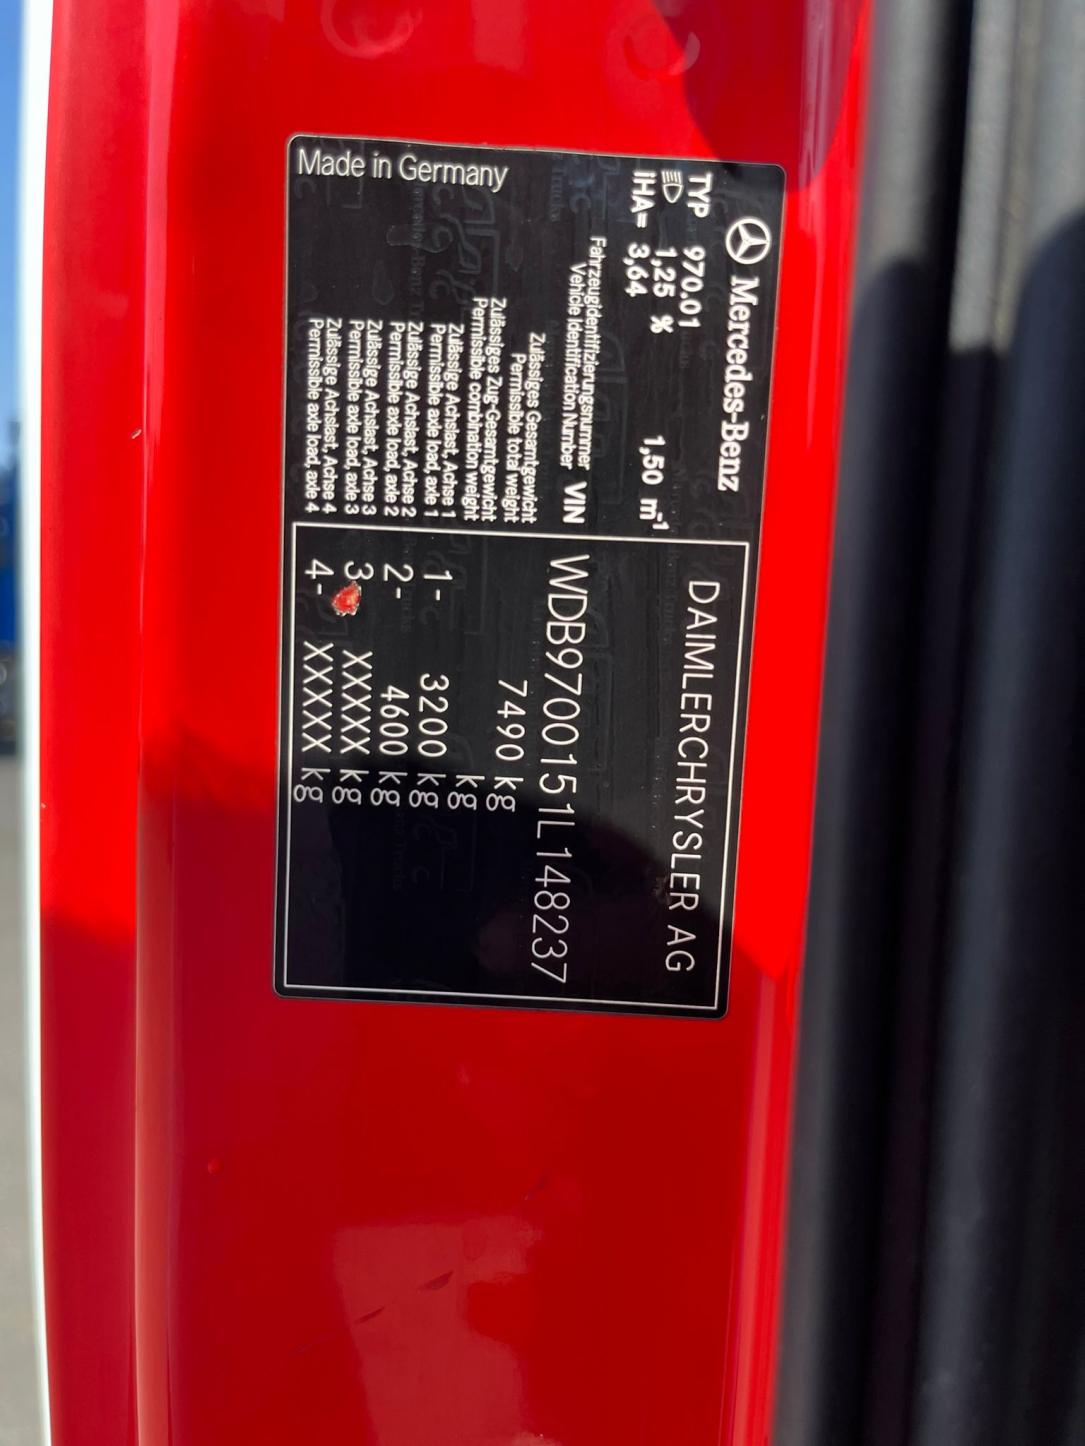 Mercedes-Benz
DAIMLERCHRYSLER AG
TYP 970.01
1,25 % 1,50 m⁻¹
iHA= 3,64
Fahrzeugidentifizierungsnummer
Vehicle Identification Number VIN WDB9700151L148237
Zulässiges Gesamtgewicht
Permissible total weight 7490 kg
Zulässiges Zug-Gesamtgewicht
Permissible combination weight kg
kg
Zulässige Achslast, Achse 1
Permissible axle load, axle 1 1- 3200 kg
Zulässige Achslast, Achse 2
Permissible axle load, axle 2 2- 4600 kg
Zulässige Achslast, Achse 3
Permissible axle load, axle 3 3 XXXXX kg
Zulässige Achslast, Achse 4
Permissible axle load, axle 4 4- XXXXX kg
Made in Germany